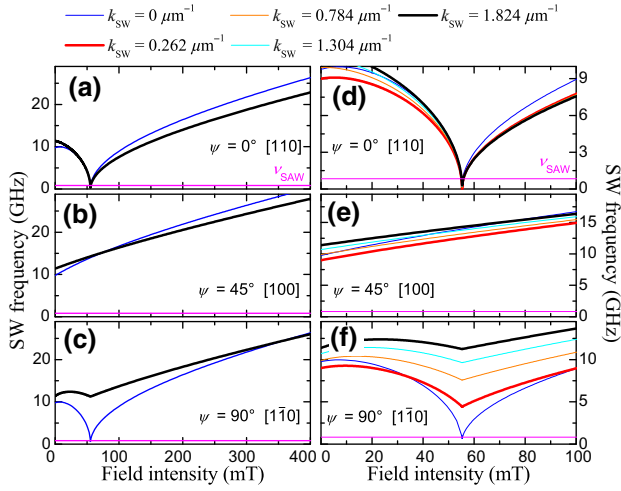 k_SW = 0 μm⁻¹ k_SW = 0.784 μm⁻¹ k_SW = 1.824 μm⁻¹
k_SW = 0.262 μm⁻¹ k_SW = 1.304 μm⁻¹
(a)
20
10
0
ψ = 0° [110]
ν_SAW
(d)
9
6
3
0
ψ = 0° [110]
ν_SAW
SW frequency (GHz)
(b)
20
10
0
ψ = 45° [100]
(e)
15
10
5
0
ψ = 45° [100]
SW frequency (GHz)
(c)
20
10
0
ψ = 90° [11̅0]
(f)
10
5
0
ψ = 90° [11̅0]
0 100 200 300 400
0 20 40 60 80 100
Field intensity (mT)
Field intensity (mT)